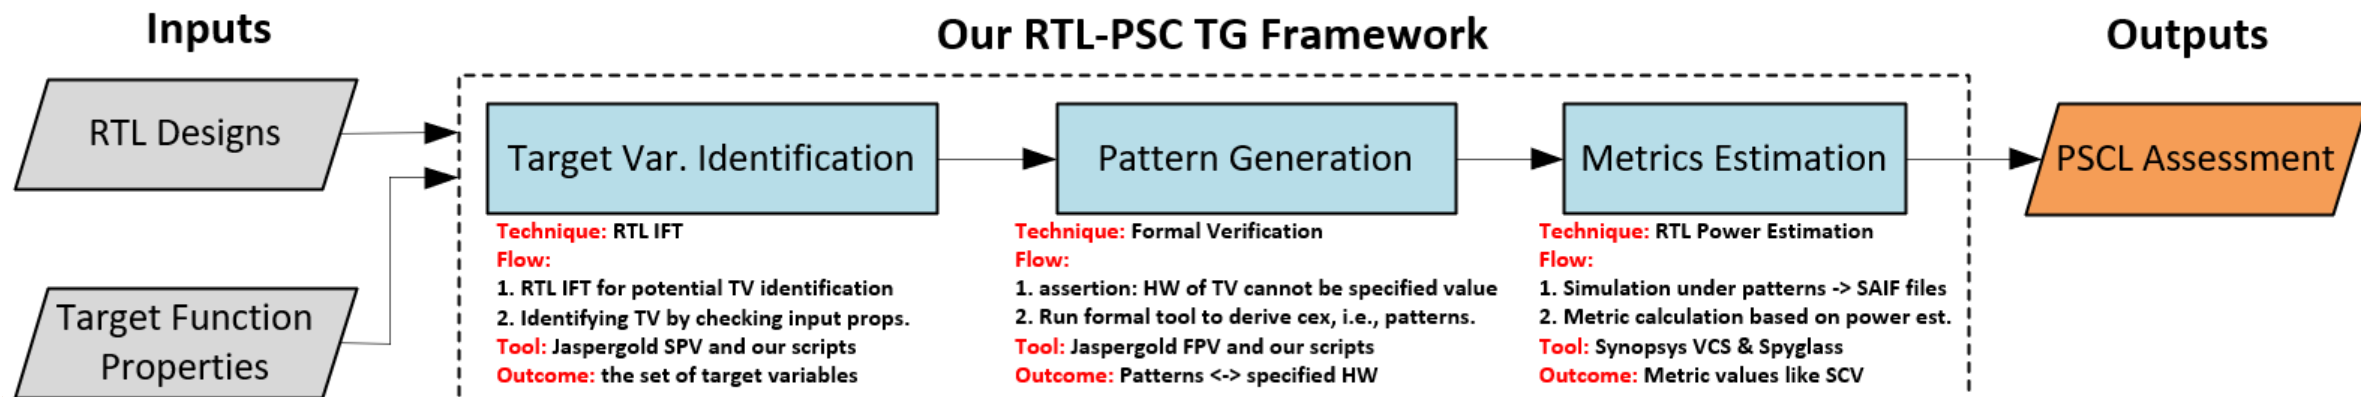 Inputs
Our RTL-PSC TG Framework
Outputs
RTL Designs
Target Function
Properties
Target Var. Identification
Technique: RTL IFT
Flow:
1. RTL IFT for potential TV identification
2. Identifying TV by checking input props.
Tool: Jaspergold SPV and our scripts
Outcome: the set of target variables
Pattern Generation
Technique: Formal Verification
Flow:
1. assertion: HW of TV cannot be specified value
2. Run formal tool to derive cex, i.e., patterns.
Tool: Jaspergold FPV and our scripts
Outcome: Patterns <-> specified HW
Metrics Estimation
Technique: RTL Power Estimation
Flow:
1. Simulation under patterns -> SAIF files
2. Metric calculation based on power est.
Tool: Synopsys VCS & Spyglass
Outcome: Metric values like SCV
PSCL Assessment